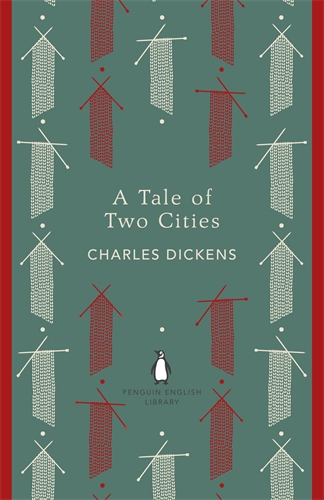 A Tale of
Two Cities
CHARLES DICKENS
PENGUIN ENGLISH
LIBRARY